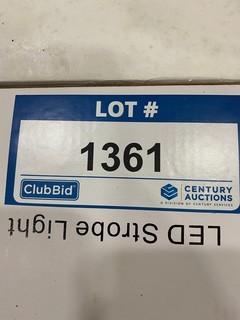 LOT #
1361
ClubBid
CENTURY
AUCTIONS
A DIVISION OF CENTURY SERVICES
LED Strobe Light